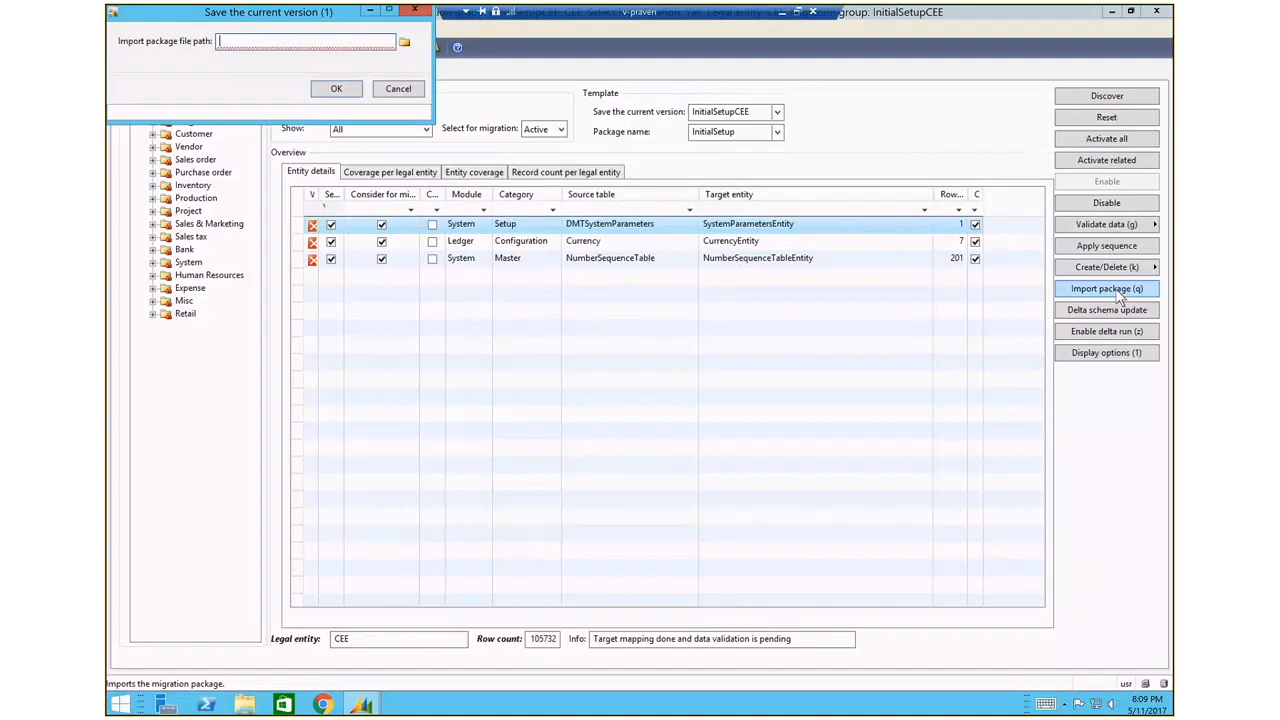 Save the current version (1)
v-praven
nitialSetupCEE
InitialSetupCEE
Import package file path:
OK Cancel
Template
Save the current version: InitialSetupCEE
Package name: InitialSetup
Show: All Select for migration: Active
Overview
Entity details Coverage per legal entity Entity coverage Record count per legal entity
V Se... Consider for mi... C... Module Category Source table Target entity Row... C
System Setup DMTSystemParameters SystemParametersEntity 1
Ledger Configuration Currency CurrencyEntity 7
System Master NumberSequenceTable NumberSequenceTableEntity 201
Customer
Vendor
Sales order
Purchase order
Inventory
Production
Project
Sales & Marketing
Sales tax
Bank
System
Human Resources
Expense
Misc
Retail
Discover
Reset
Activate all
Activate related
Enable
Disable
Validate data (g)
Apply sequence
Create/Delete (k)
Import package (q)
Delta schema update
Enable delta run (z)
Display options (1)
Legal entity: CEE Row count: 105732 Info: Target mapping done and data validation is pending
Imports the migration package. usr
8:09 PM
5/11/2017